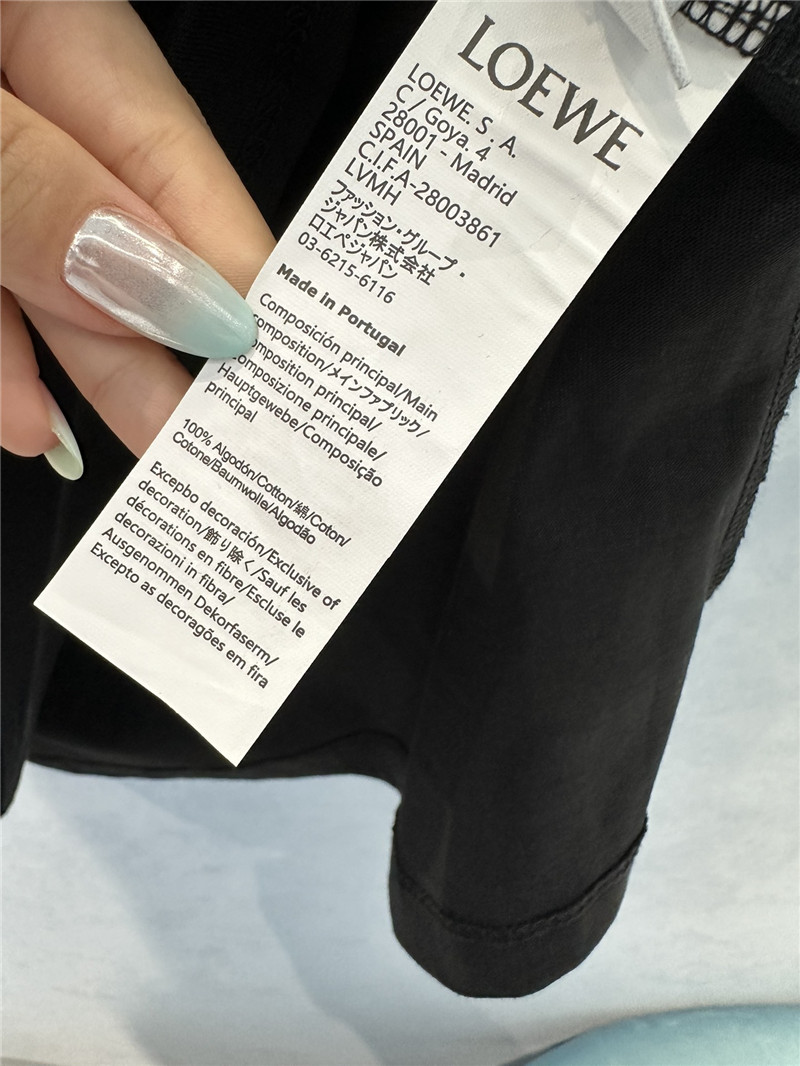 LOEWE
LOEWE. S. A.
C/Goya. 4
28001 - Madrid
SPAIN
C.I.F.A-28003861
LVMH
ファッション・グループ・
ジャパン株式会社
ロエベジャパン
03-6215-6116
Made in Portugal
Composición principal/Main
composition/メインファブリック/
omposition principal/
omposizione principale/
Hauptgewebe/Composição
principal
100% Algodón/Cotton/綿/Coton/
Cotone/Baumwolle/Algodão
Excepbo decoración/Exclusive of
decoration/飾り除く/Sauf les
décorations en fibre/Escluse le
decorazioni in fibra/
Ausgenommen Dekorfaserm/
Excepto as decoragões em fira